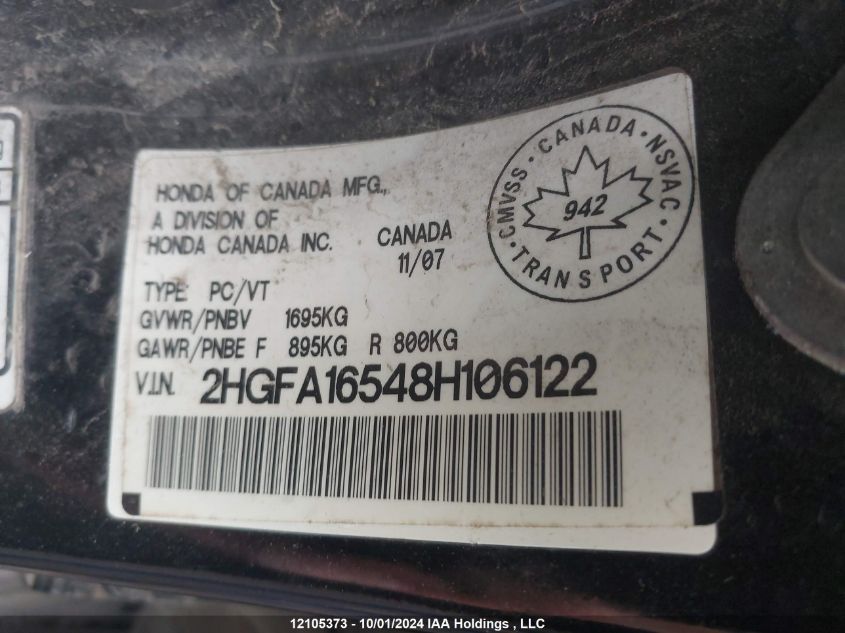 HONDA OF CANADA MFG.,
A DIVISION OF
HONDA CANADA INC.
CANADA
11/07
CMVSS · CANADA · NSVAC · TRANSPORT ·
942
TYPE PC/VT
GVWR/PNBV 1695KG
GAWR/PNBE F 895KG R 800KG
V.I.N. 2HGFA16548H106122
12105373 - 10/01/2024 IAA Holdings , LLC